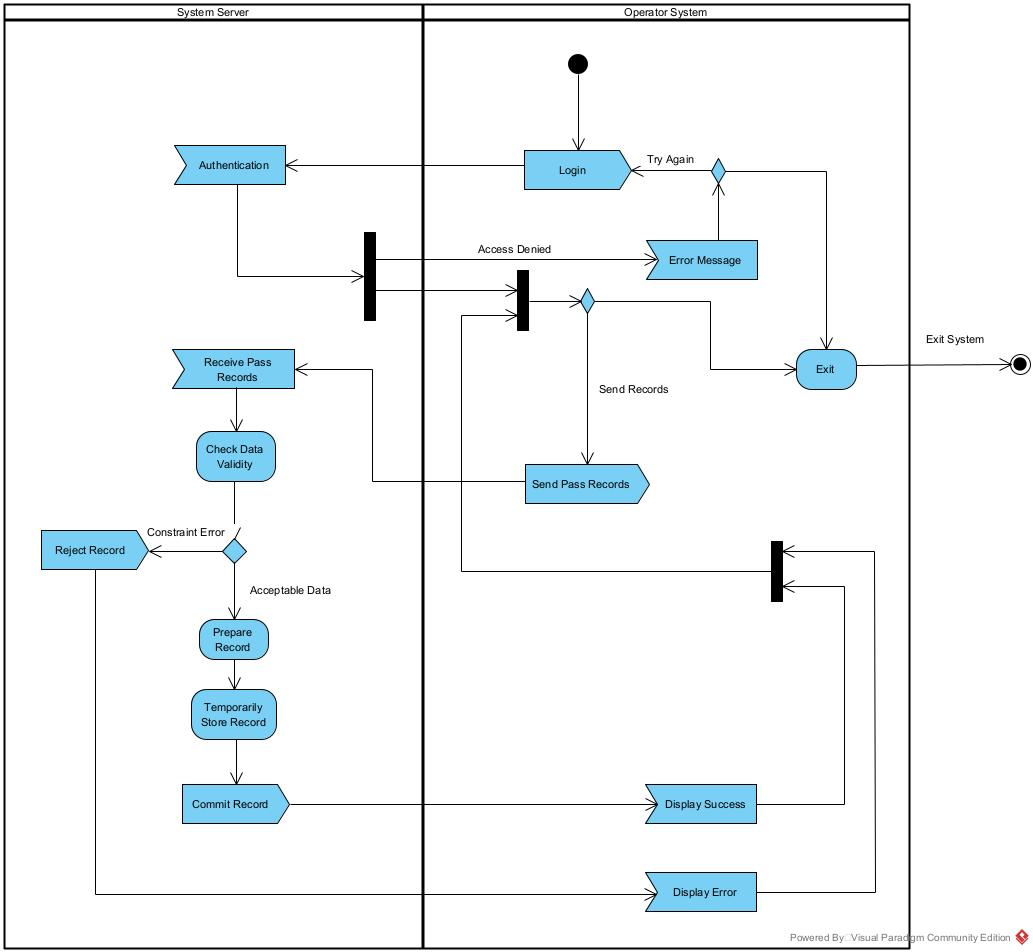 System Server
Operator System
Authentication
Login
Try Again
Access Denied
Error Message
Exit System
Receive Pass
Records
Exit
Send Records
Check Data
Validity
Send Pass Records
Constraint Error
Reject Record
Acceptable Data
Prepare
Record
Temporarily
Store Record
Commit Record
Display Success
Display Error
Powered By Visual Paradigm Community Edition